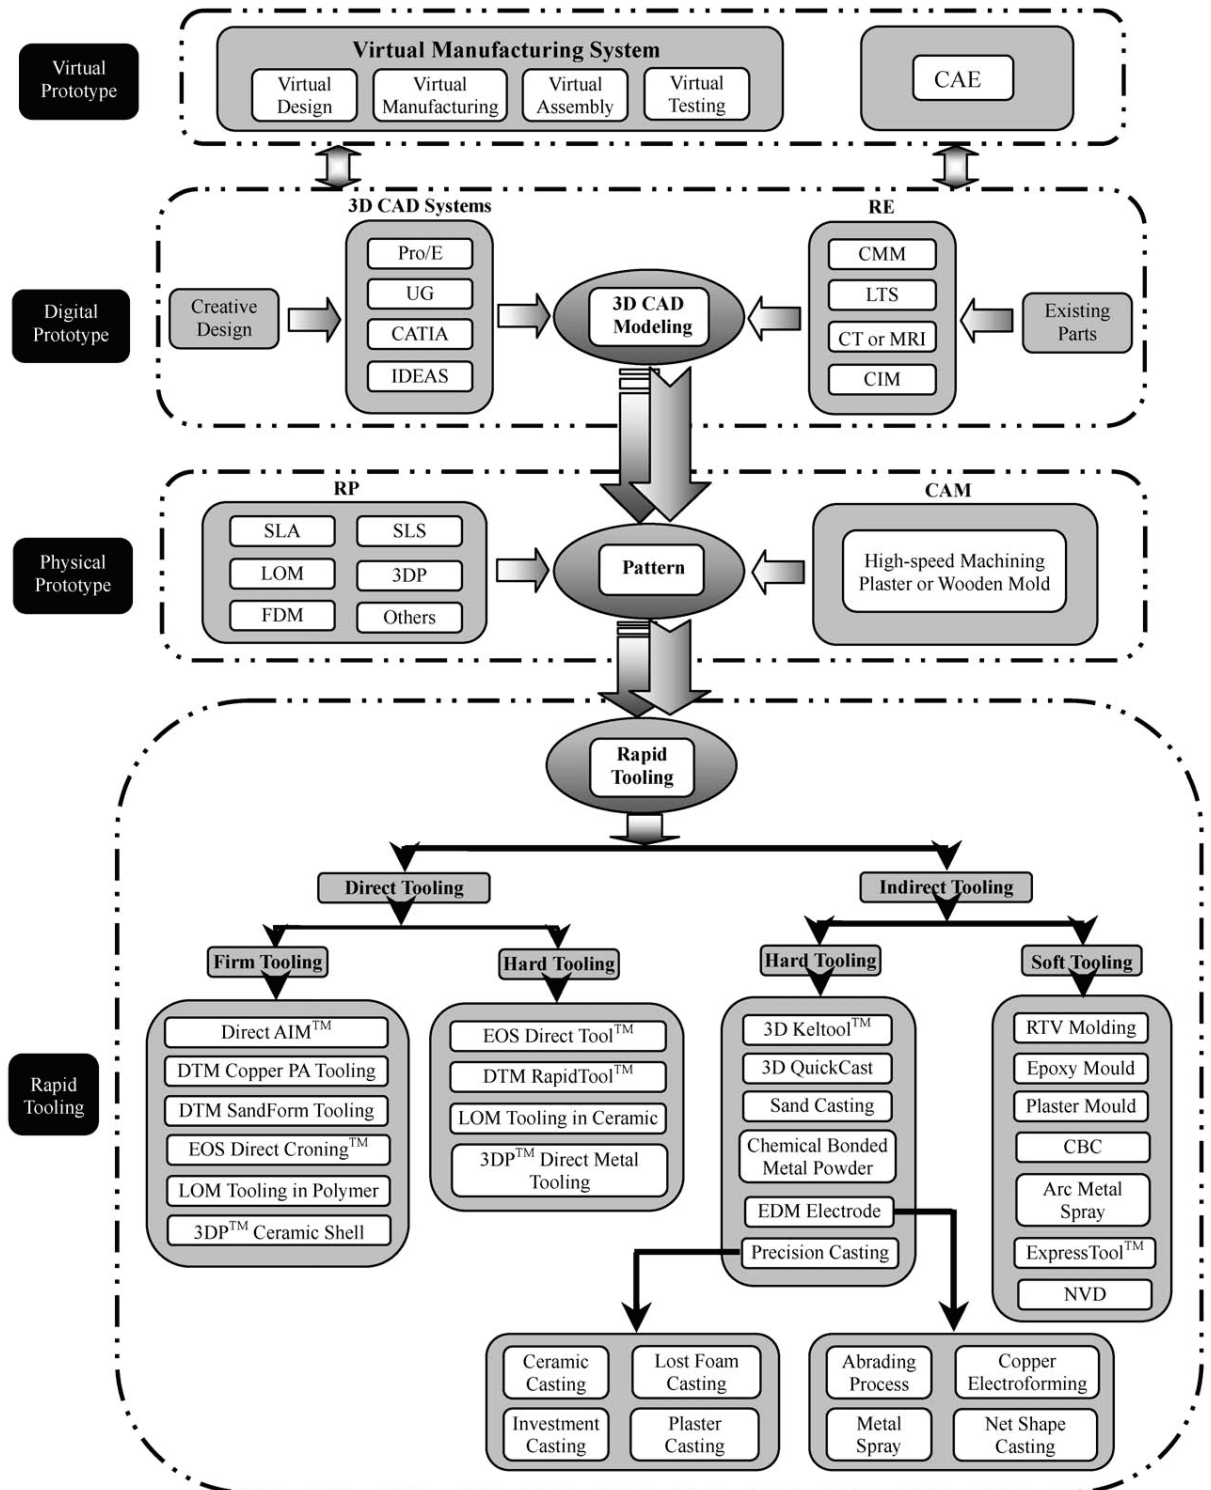 Virtual
Prototype
Virtual Manufacturing System
Virtual
Design
Virtual
Manufacturing
Virtual
Assembly
Virtual
Testing
CAE
Digital
Prototype
3D CAD Systems
Creative
Design
Pro/E
UG
CATIA
IDEAS
3D CAD
Modeling
RE
CMM
LTS
CT or MRI
CIM
Existing
Parts
Physical
Prototype
RP
SLA
SLS
LOM
3DP
FDM
Others
Pattern
CAM
High-speed Machining
Plaster or Wooden Mold
Rapid
Tooling
Rapid
Tooling
Direct Tooling
Indirect Tooling
Firm Tooling
Hard Tooling
Hard Tooling
Soft Tooling
Direct AIM™
DTM Copper PA Tooling
DTM SandForm Tooling
EOS Direct Croning™
LOM Tooling in Polymer
3DP™ Ceramic Shell
EOS Direct Tool™
DTM RapidTool™
LOM Tooling in Ceramic
3DP™ Direct Metal
Tooling
3D Keltool™
3D QuickCast
Sand Casting
Chemical Bonded
Metal Powder
EDM Electrode
Precision Casting
RTV Molding
Epoxy Mould
Plaster Mould
CBC
Arc Metal
Spray
ExpressTool™
NVD
Ceramic
Casting
Lost Foam
Casting
Investment
Casting
Plaster
Casting
Abrading
Process
Copper
Electroforming
Metal
Spray
Net Shape
Casting